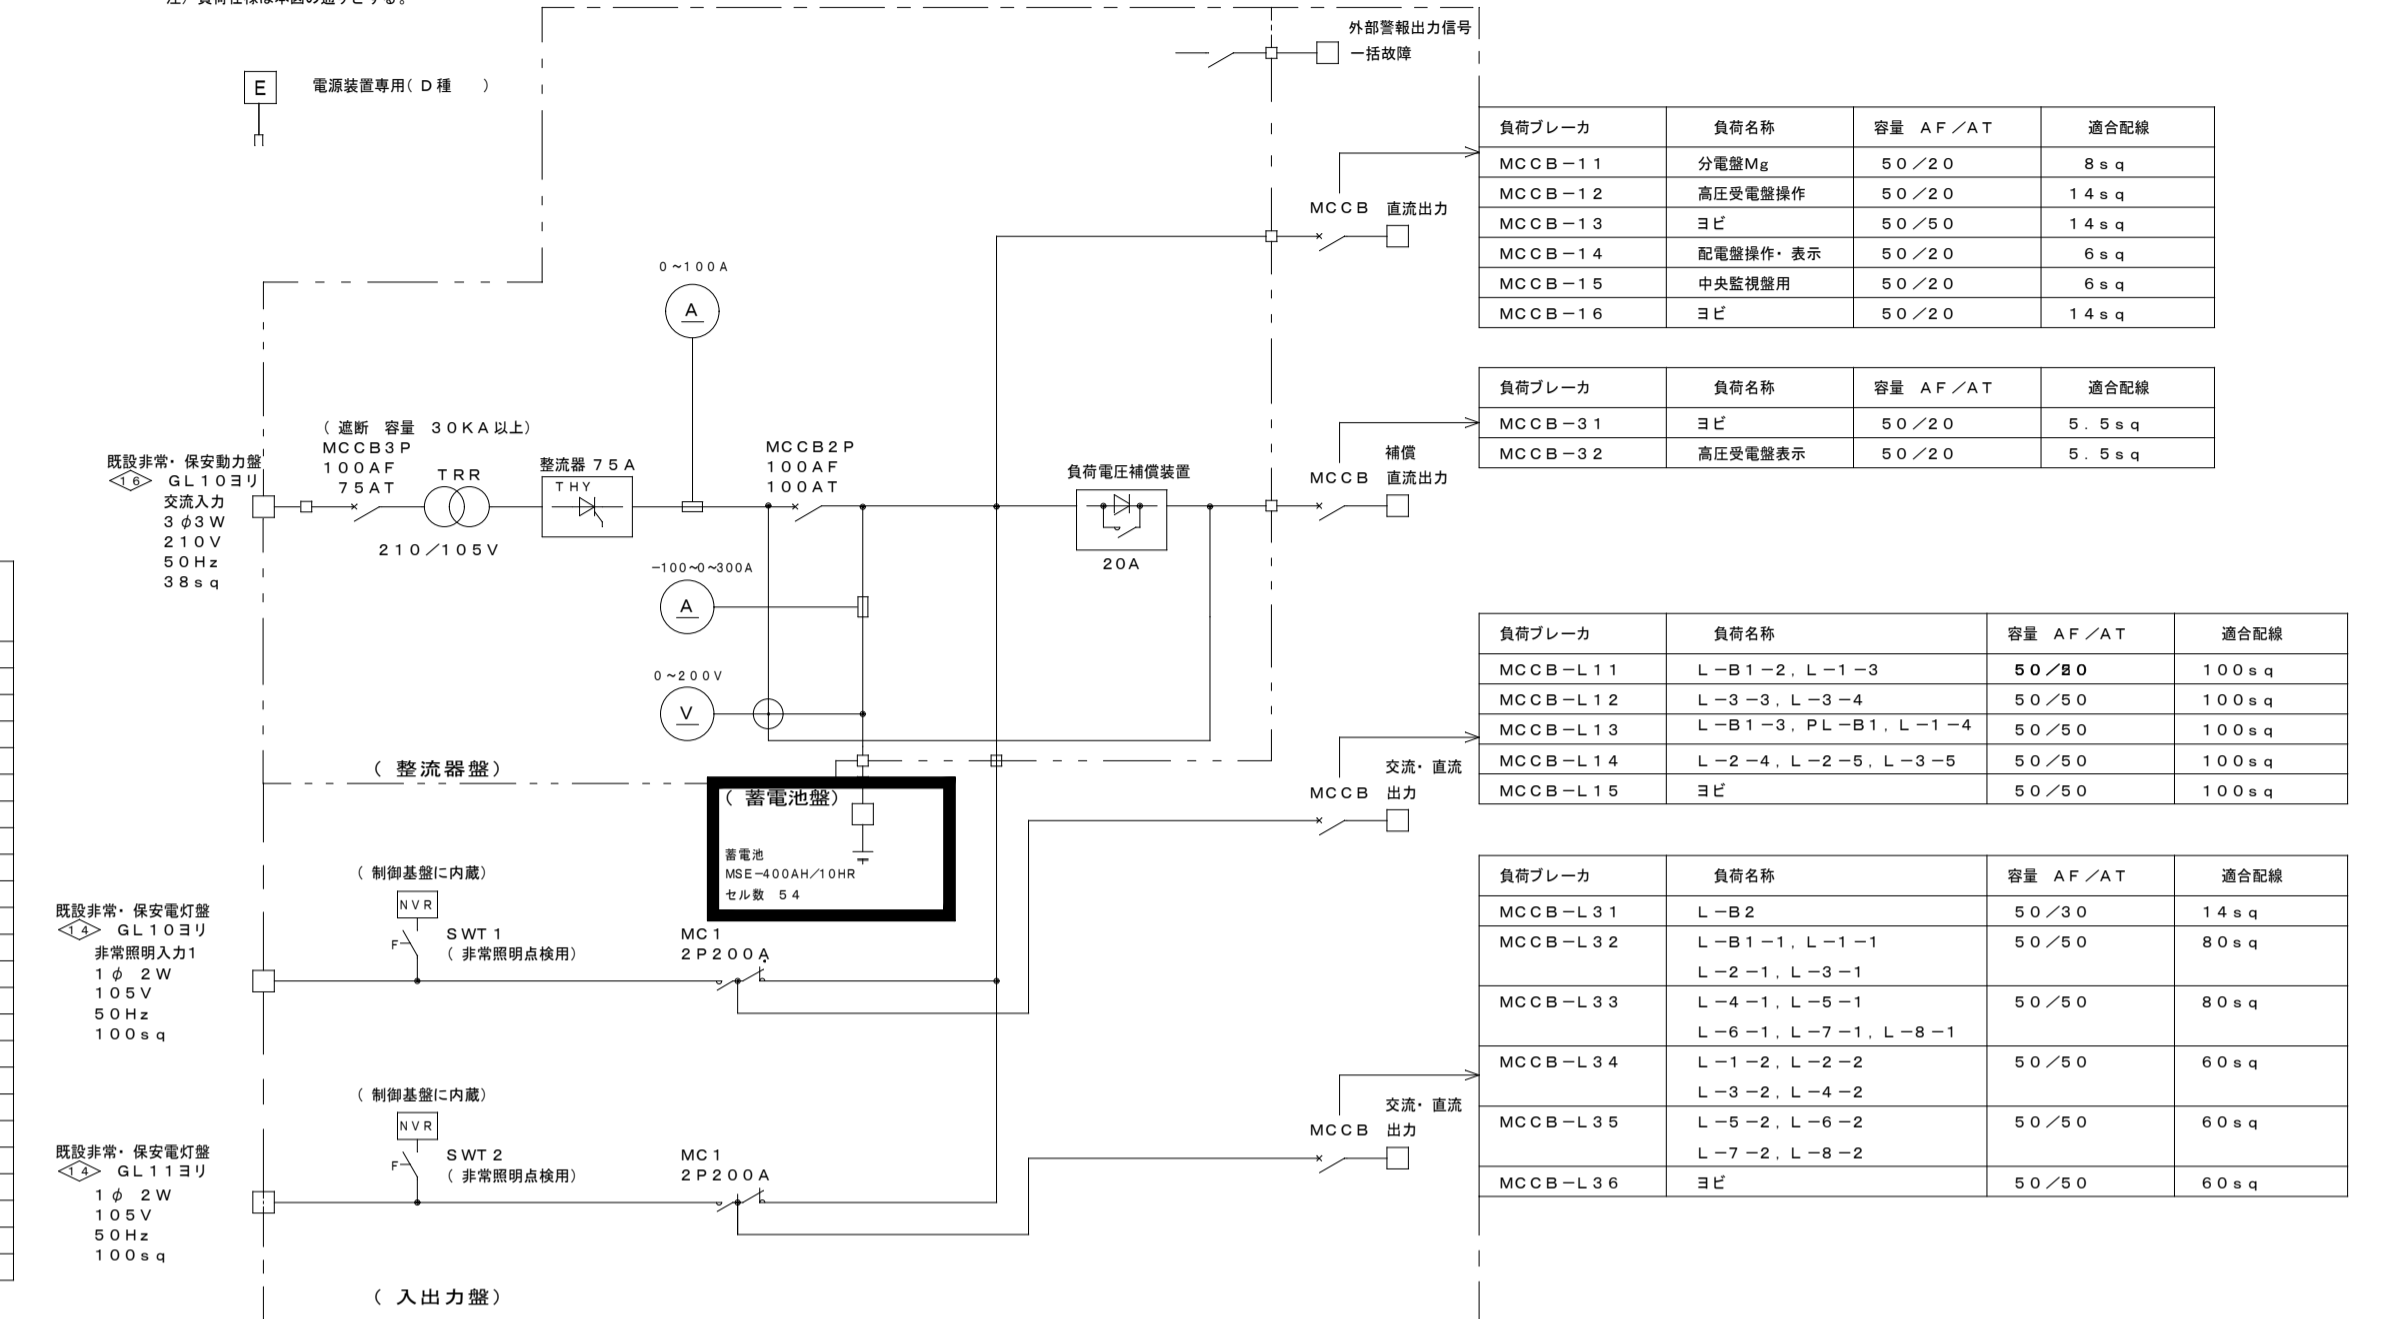 外部警報出力信号
一括故障
E
電源装置専用(D種　　)
負荷ブレーカ　負荷名称　容量 AF/AT　適合配線
MCCB-11　分電盤Mg　50/20　8sq
MCCB-12　高圧受電盤操作　50/20　14sq
MCCB-13　ヨビ　50/50　14sq
MCCB-14　配電盤操作・表示　50/20　6sq
MCCB-15　中央監視盤用　50/20　6sq
MCCB-16　ヨビ　50/20　14sq
MCCB 直流出力
0~100A
A
負荷ブレーカ　負荷名称　容量 AF/AT　適合配線
MCCB-31　ヨビ　50/20　5.5sq
MCCB-32　高圧受電盤表示　50/20　5.5sq
補償
MCCB 直流出力
(遮断 容量 30KA以上)
MCCB3P
100AF
75AT
TRR
210/105V
整流器 75A
THY
MCCB2P
100AF
100AT
負荷電圧補償装置
20A
既設非常・保安動力盤
16 GL10ヨリ
交流入力
3φ3W
210V
50Hz
38sq
-100~0~300A
A
0~200V
V
(整流器盤)
負荷ブレーカ　負荷名称　容量 AF/AT　適合配線
MCCB-L11　L-B1-2, L-1-3　100sq
MCCB-L12　L-3-3, L-3-4　50/50　100sq
MCCB-L13　L-B1-3, PL-B1, L-1-4　50/50　100sq
MCCB-L14　L-2-4, L-2-5, L-3-5　50/50　100sq
MCCB-L15　ヨビ　50/50　100sq
交流・直流
MCCB 出力
(蓄電池盤)
蓄電池
MSE-400AH/10HR
セル数 54
(制御基盤に内蔵)
NVR
F
SWT1
(非常照明点検用)
MC1
2P200A
既設非常・保安電灯盤
14 GL10ヨリ
非常照明入力1
1φ 2W
105V
50Hz
100sq
負荷ブレーカ　負荷名称　容量 AF/AT　適合配線
MCCB-L31　L-B2　50/30　14sq
MCCB-L32　L-B1-1, L-1-1　50/50　80sq
L-2-1, L-3-1
MCCB-L33　L-4-1, L-5-1　50/50　80sq
L-6-1, L-7-1, L-8-1
MCCB-L34　L-1-2, L-2-2　50/50　60sq
L-3-2, L-4-2
MCCB-L35　L-5-2, L-6-2　50/50　60sq
L-7-2, L-8-2
MCCB-L36　ヨビ　50/50　60sq
交流・直流
MCCB 出力
(制御基盤に内蔵)
NVR
F
SWT2
(非常照明点検用)
MC1
2P200A
既設非常・保安電灯盤
14 GL11ヨリ
1φ 2W
105V
50Hz
100sq
(入出力盤)